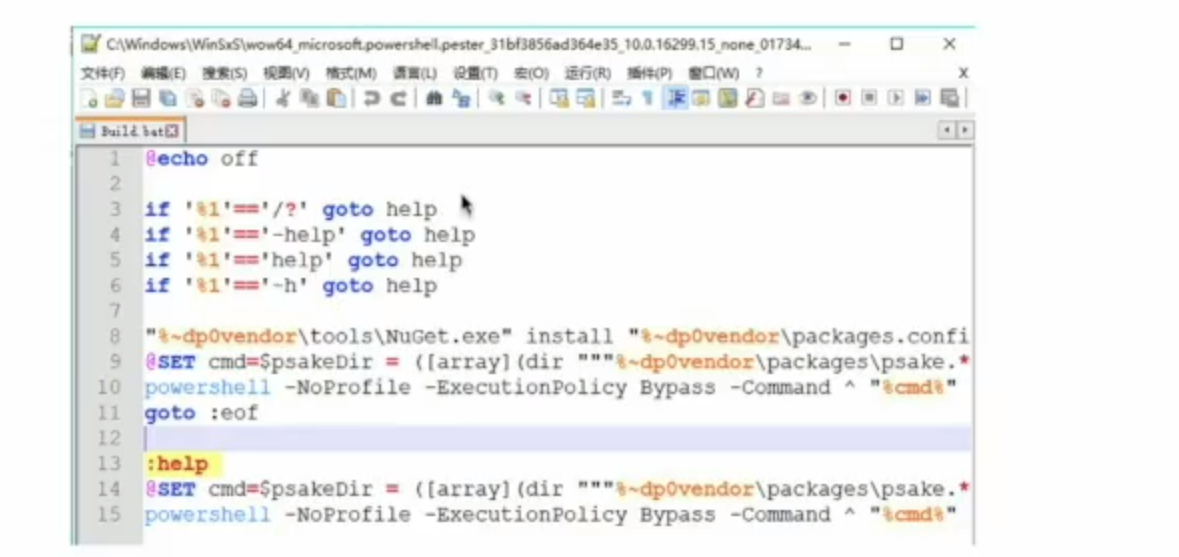 C:\Windows\WinSxS\wow64_microsoft.powershell.pester_31bf3856ad364e35_10.0.16299.15_none_01734...
文件(F) 编辑(E) 搜索(S) 视图(V) 格式(M) 语言(L) 设置(T) 宏(O) 运行(R) 插件(P) 窗口(W) ? X
Build.bat
1 @echo off
2
3 if '%1'=='/?' goto help
4 if '%1'=='-help' goto help
5 if '%1'=='help' goto help
6 if '%1'=='-h' goto help
7
8 "%~dp0vendor\tools\NuGet.exe" install "%~dp0vendor\packages.confi
9 @SET cmd=$psakeDir = ([array](dir """%~dp0vendor\packages\psake.*
10 powershell -NoProfile -ExecutionPolicy Bypass -Command ^ "%cmd%"
11 goto :eof
12
13 :help
14 @SET cmd=$psakeDir = ([array](dir """%~dp0vendor\packages\psake.*
15 powershell -NoProfile -ExecutionPolicy Bypass -Command ^ "%cmd%"